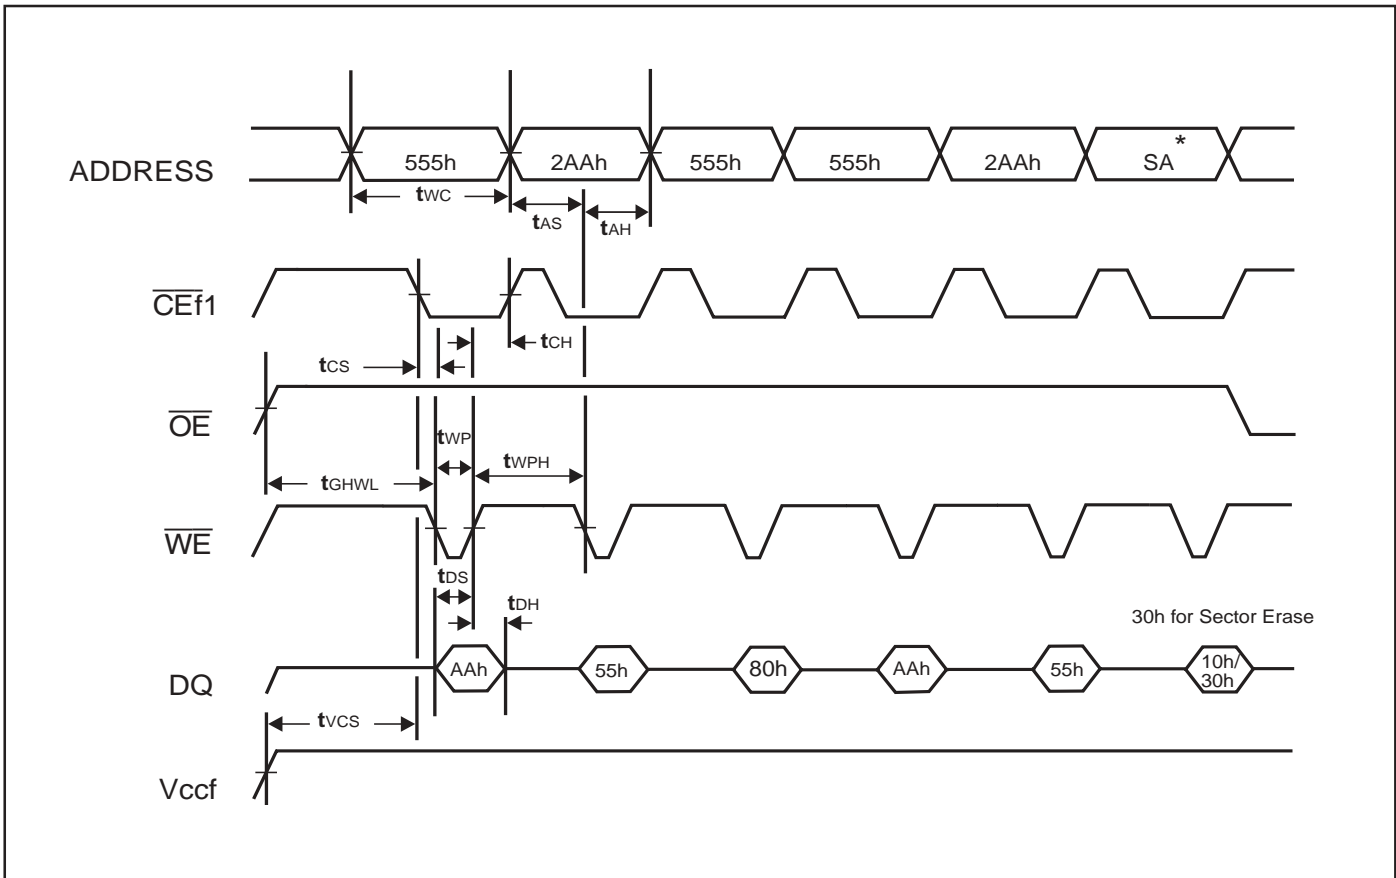 ADDRESS
555h
2AAh
555h
555h
2AAh
SA*
tWC
tAS
tAH
CEf1
tCH
tCS
OE
tWP
tWPH
tGHWL
WE
tDS
tDH
30h for Sector Erase
DQ
AAh
55h
80h
AAh
55h
10h/
30h
tVCS
Vccf